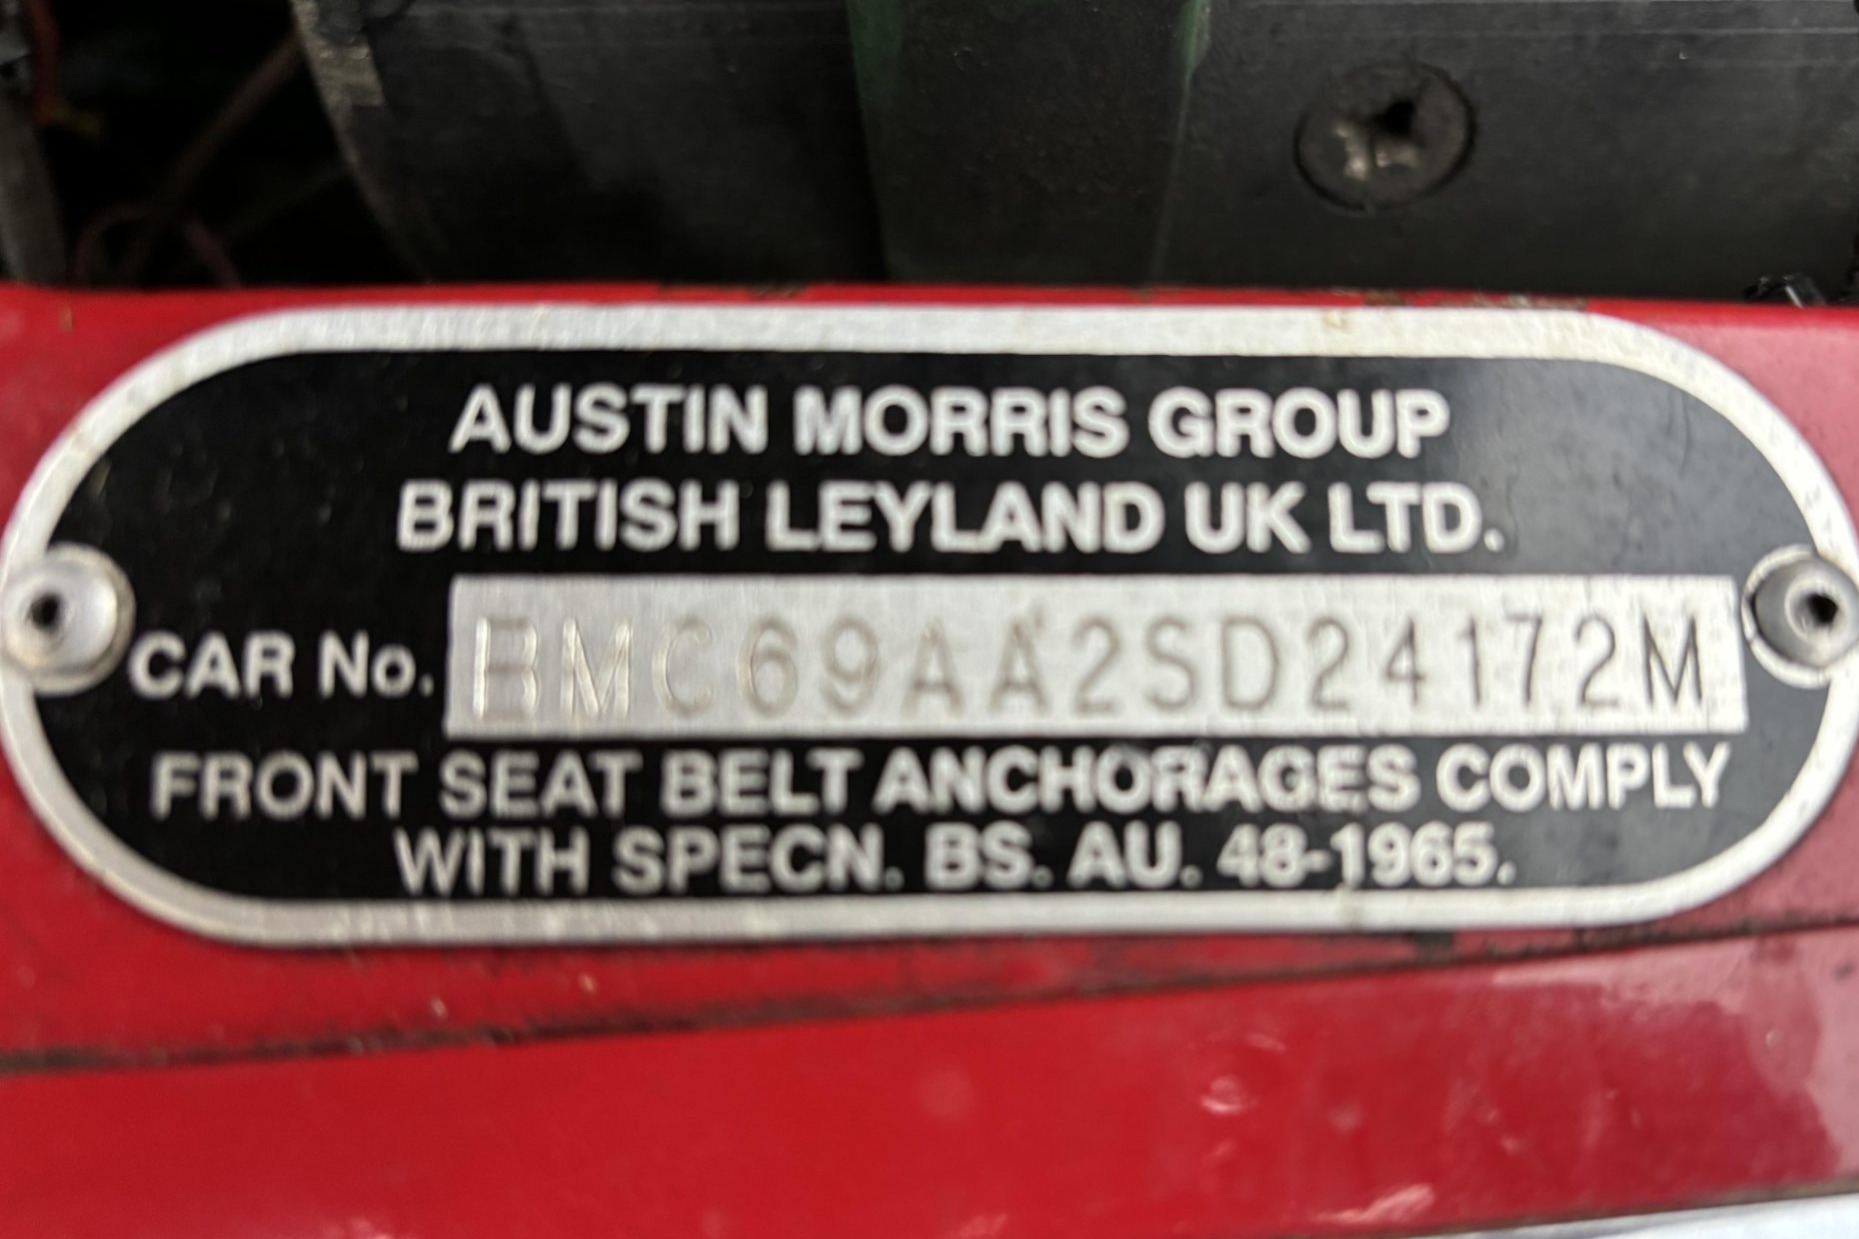 AUSTIN MORRIS GROUP
BRITISH LEYLAND UK LTD.
CAR No. BMC69AA2SD24172M
FRONT SEAT BELT ANCHORAGES COMPLY
WITH SPECN. BS. AU. 48-1965.